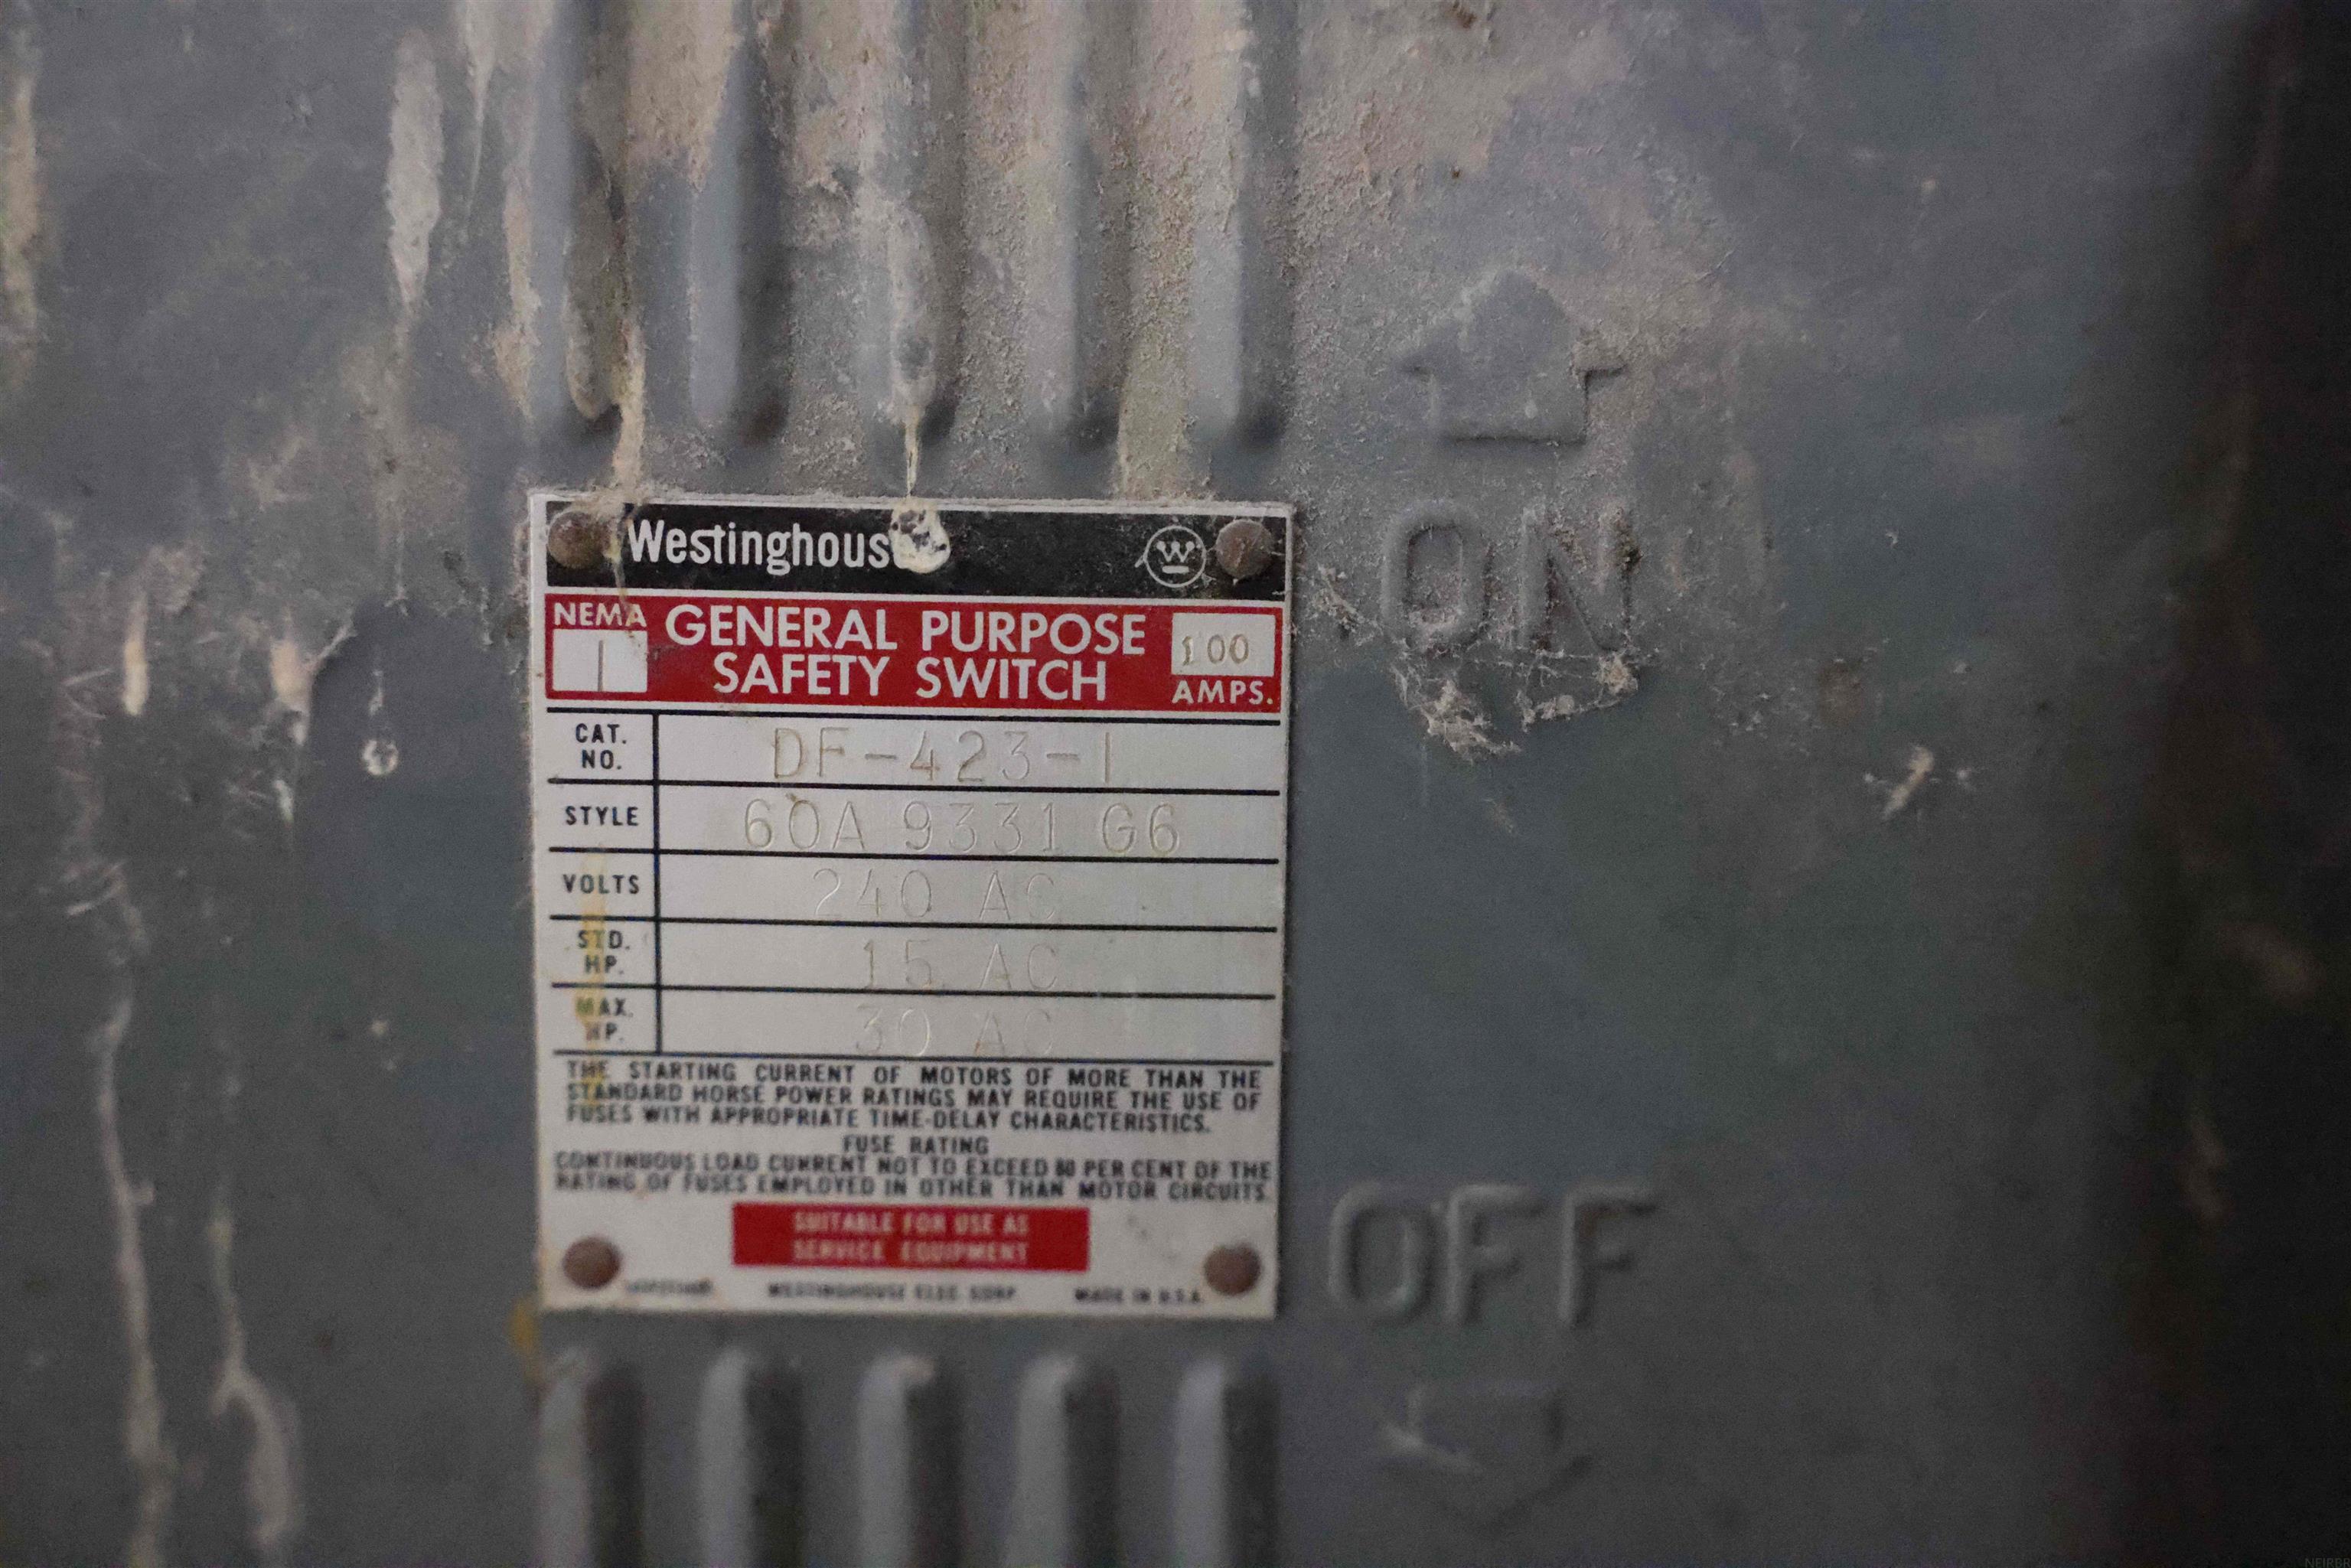 Westinghous
W
NEMA
1
GENERAL PURPOSE
SAFETY SWITCH
100
AMPS.
CAT.
NO.
DF-423-1
STYLE
60A 9331 G6
VOLTS
240 AC
STD.
HP.
15 AC
MAX.
HP.
30 AC
THE STARTING CURRENT OF MOTORS OF MORE THAN THE
STANDARD HORSE POWER RATINGS MAY REQUIRE THE USE OF
FUSES WITH APPROPRIATE TIME-DELAY CHARACTERISTICS.
FUSE RATING
CONTINUOUS LOAD CURRENT NOT TO EXCEED 80 PER CENT OF THE
RATING OF FUSES EMPLOYED IN OTHER THAN MOTOR CIRCUITS.
SUITABLE FOR USE AS
SERVICE EQUIPMENT
WESTINGHOUSE ELEC. CORP.
MADE IN U.S.A.
ON
OFF